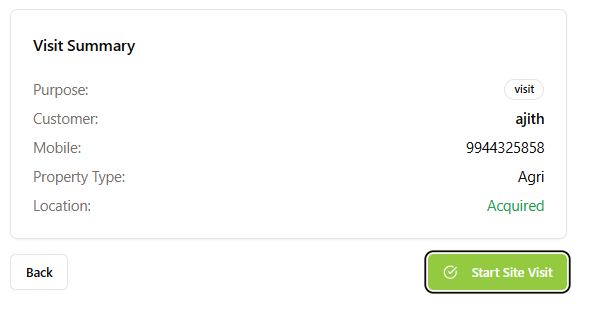 Visit Summary
Purpose: visit
Customer: ajith
Mobile: 9944325858
Property Type: Agri
Location: Acquired
Back Start Site Visit